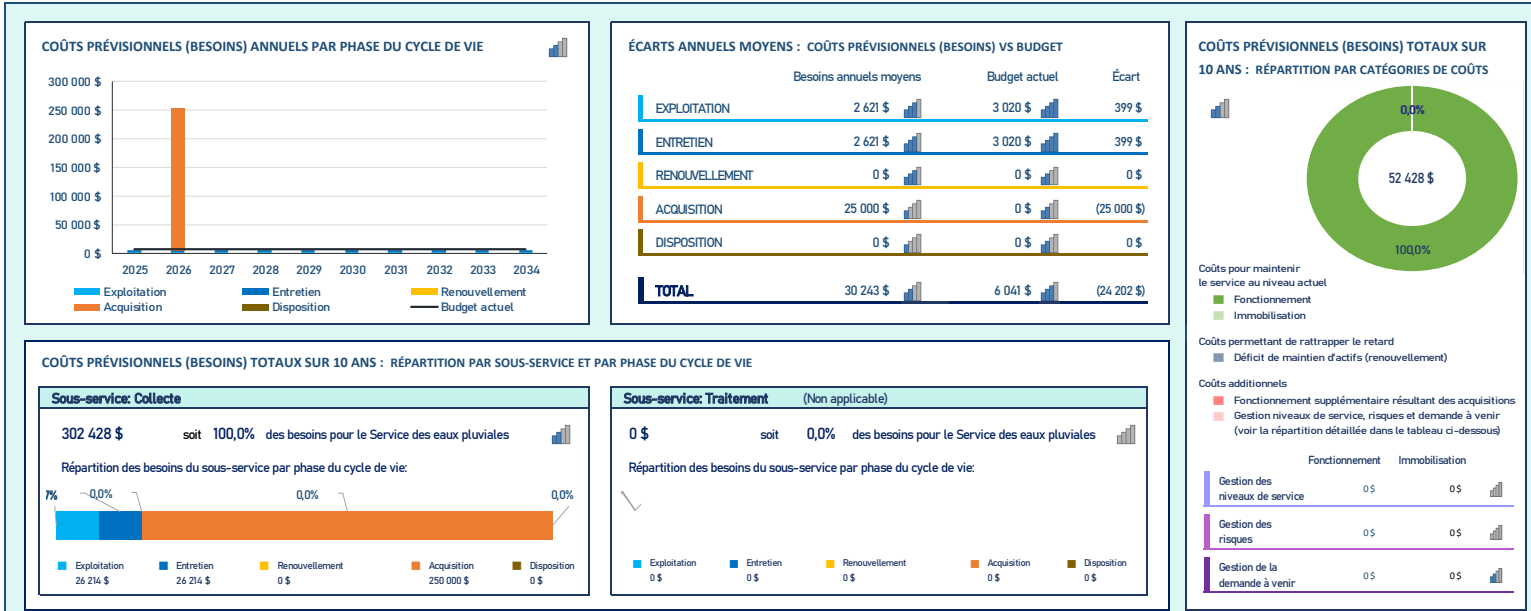 COÛTS PRÉVISIONNELS (BESOINS) ANNUELS PAR PHASE DU CYCLE DE VIE
300 000 $
250 000 $
200 000 $
150 000 $
100 000 $
50 000 $
0 $
2025 2026 2027 2028 2029 2030 2031 2032 2033 2034
Exploitation Entretien Renouvellement
Acquisition Disposition Budget actuel
ÉCARTS ANNUELS MOYENS : COÛTS PRÉVISIONNELS (BESOINS) VS BUDGET
Besoins annuels moyens Budget actuel Écart
EXPLOITATION 2 621 $ 3 020 $ 399 $
ENTRETIEN 2 621 $ 3 020 $ 399 $
RENOUVELLEMENT 0 $ 0 $ 0 $
ACQUISITION 25 000 $ 0 $ (25 000 $)
DISPOSITION 0 $ 0 $ 0 $
TOTAL 30 243 $ 6 041 $ (24 202 $)
COÛTS PRÉVISIONNELS (BESOINS) TOTAUX SUR
10 ANS : RÉPARTITION PAR CATÉGORIES DE COÛTS
0,0%
52 428 $
100,0%
Coûts pour maintenir
le service au niveau actuel
Fonctionnement
Immobilisation
Coûts permettant de rattrapper le retard
Déficit de maintien d'actifs (renouvellement)
Coûts additionnels
Fonctionnement supplémentaire résultant des acquisitions
Gestion niveaux de service, risques et demande à venir
(voir la répartition détaillée dans le tableau ci-dessous)
Fonctionnement Immobilisation
Gestion des
niveaux de service 0 $ 0 $
Gestion des
risques 0 $ 0 $
Gestion de la
demande à venir 0 $ 0 $
COÛTS PRÉVISIONNELS (BESOINS) TOTAUX SUR 10 ANS : RÉPARTITION PAR SOUS-SERVICE ET PAR PHASE DU CYCLE DE VIE
Sous-service: Collecte
302 428 $ soit 100,0% des besoins pour le Service des eaux pluviales
Répartition des besoins du sous-service par phase du cycle de vie:
7% 0,0% 0,0% 0,0%
Exploitation Entretien Renouvellement Acquisition Disposition
26 214 $ 26 214 $ 0 $ 250 000 $ 0 $
Sous-service: Traitement (Non applicable)
0 $ soit 0,0% des besoins pour le Service des eaux pluviales
Répartition des besoins du sous-service par phase du cycle de vie:
Exploitation Entretien Renouvellement Acquisition Disposition
0 $ 0 $ 0 $ 0 $ 0 $